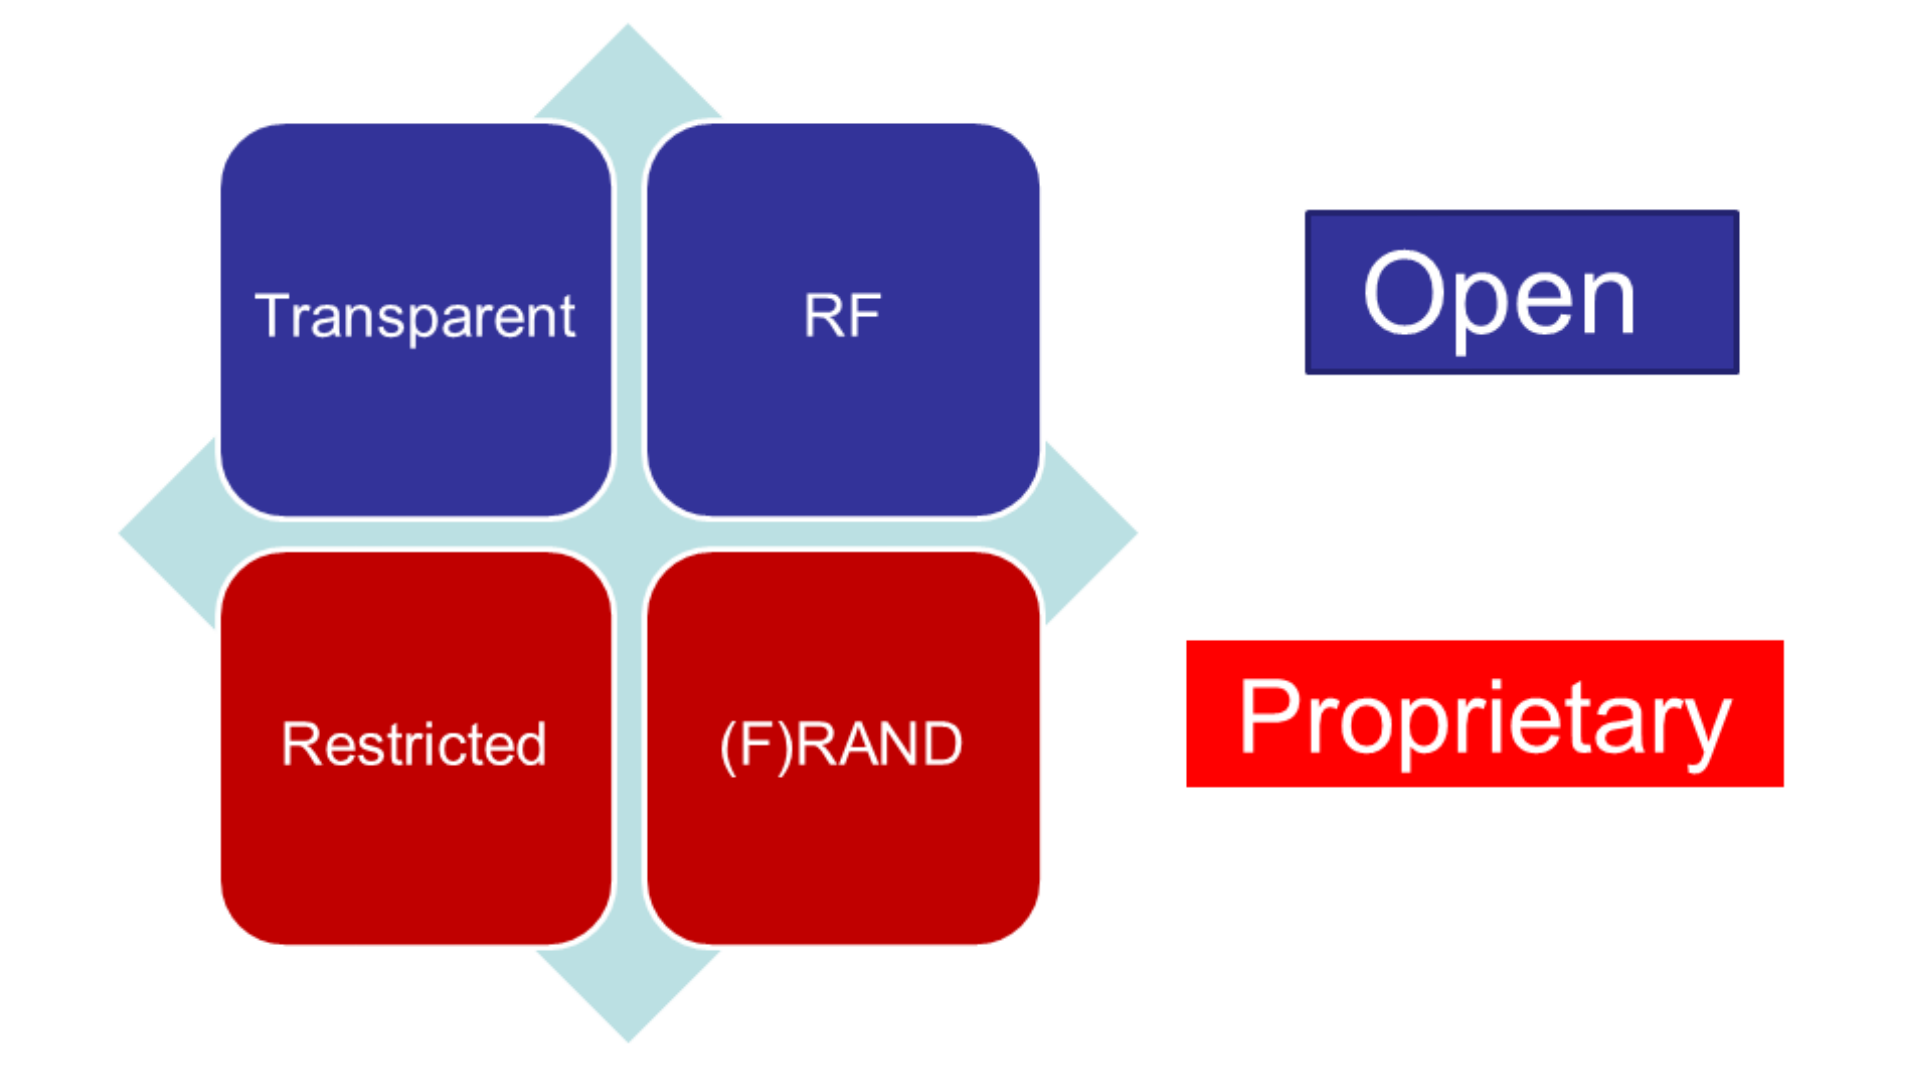 Transparent
RF
Open
Restricted
(F)RAND
Proprietary